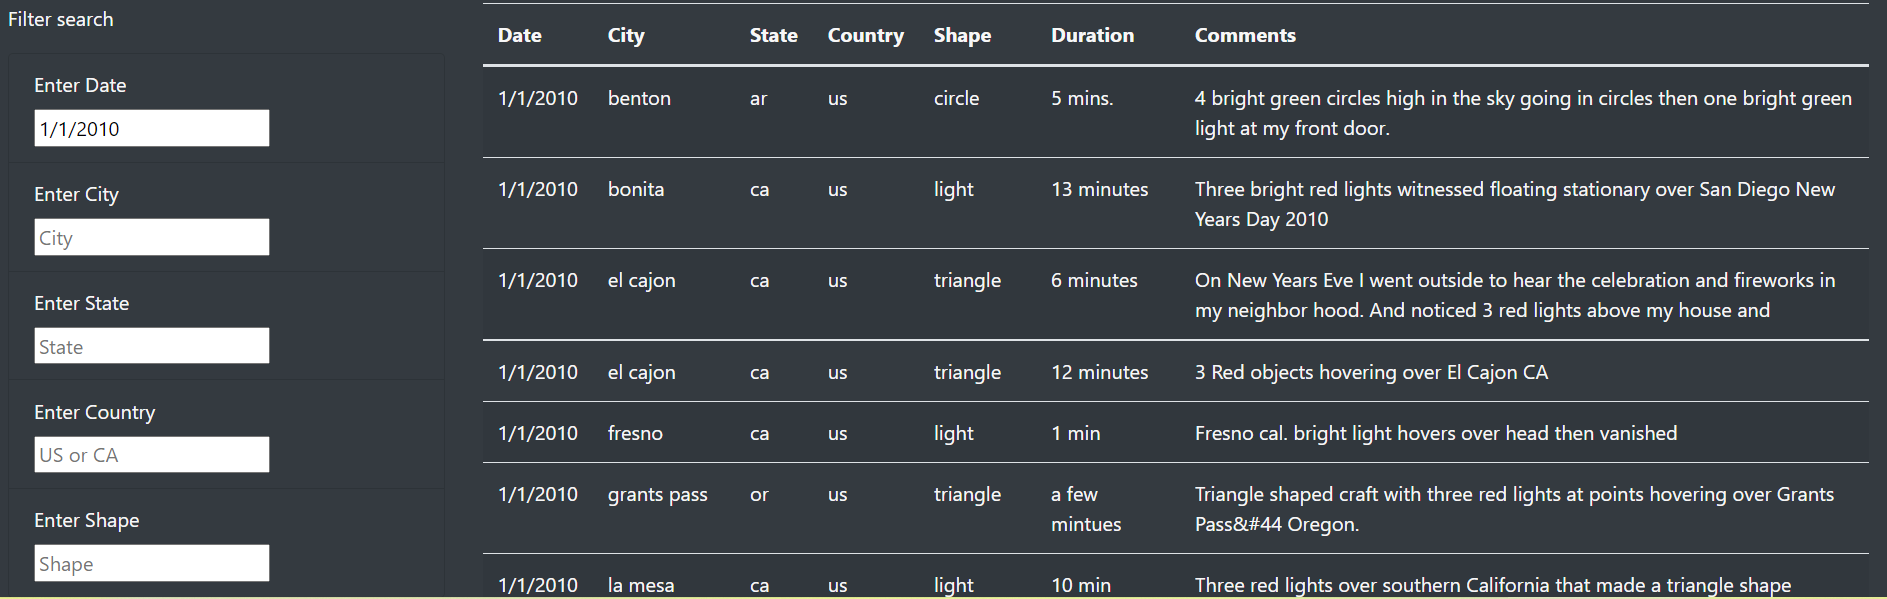 Filter search
Enter Date
1/1/2010
Enter City
City
Enter State
State
Enter Country
US or CA
Enter Shape
Shape
Date City State Country Shape Duration Comments
1/1/2010 benton ar us circle 5 mins. 4 bright green circles high in the sky going in circles then one bright green
light at my front door.
1/1/2010 bonita ca us light 13 minutes Three bright red lights witnessed floating stationary over San Diego New
Years Day 2010
1/1/2010 el cajon ca us triangle 6 minutes On New Years Eve I went outside to hear the celebration and fireworks in
my neighbor hood. And noticed 3 red lights above my house and
1/1/2010 el cajon ca us triangle 12 minutes 3 Red objects hovering over El Cajon CA
1/1/2010 fresno ca us light 1 min Fresno cal. bright light hovers over head then vanished
1/1/2010 grants pass or us triangle a few Triangle shaped craft with three red lights at points hovering over Grants
mintues Pass&#44 Oregon.
1/1/2010 la mesa ca us light 10 min Three red lights over southern California that made a triangle shape